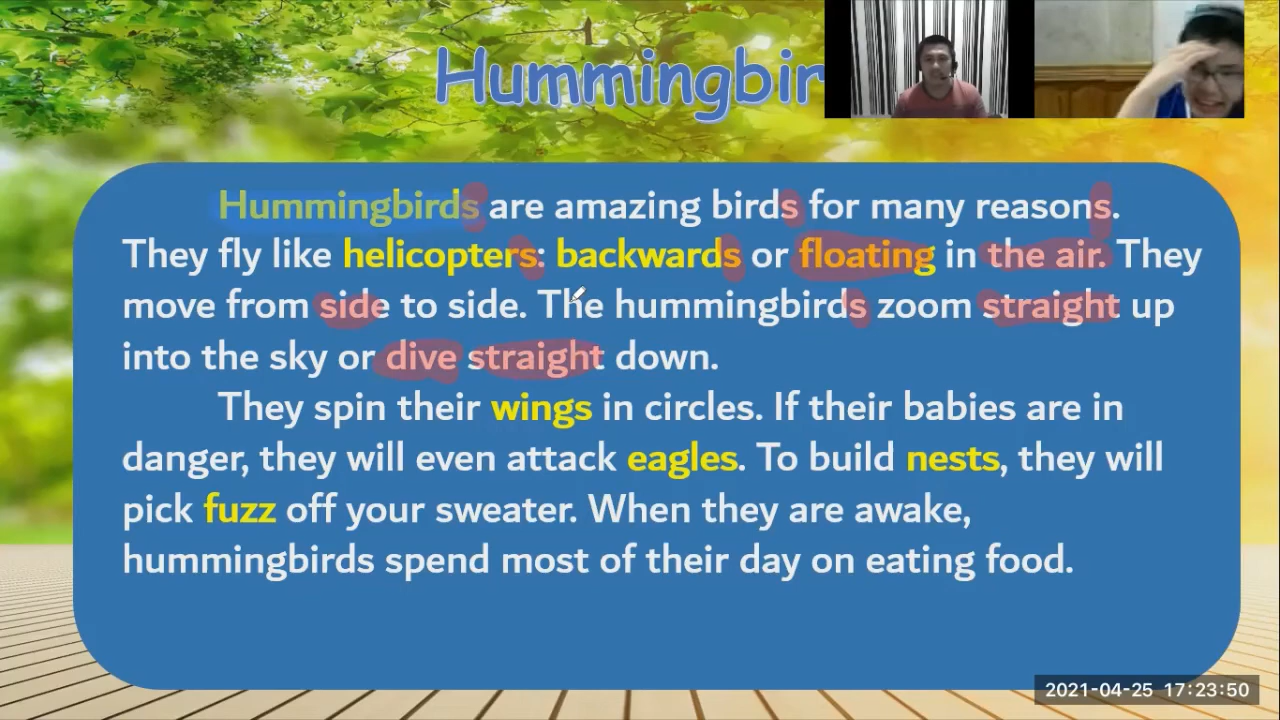 Hummingbir
Hummingbirds are amazing birds for many reasons.
They fly like helicopters: backwards or floating in the air. They
move from side to side. The hummingbirds zoom straight up
into the sky or dive straight down.
They spin their wings in circles. If their babies are in
danger, they will even attack eagles. To build nests, they will
pick fuzz off your sweater. When they are awake,
hummingbirds spend most of their day on eating food.
2021-04-25 17:23:50